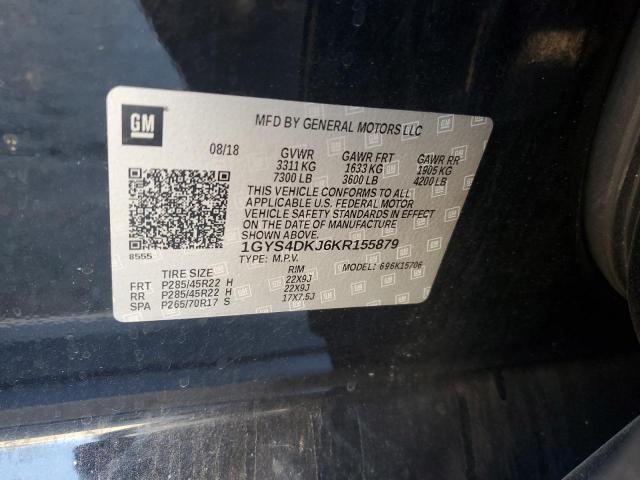 GM
MFD BY GENERAL MOTORS LLC
08/18 GVWR GAWR FRT GAWR RR
3311 KG 1633 KG 1905 KG
7300 LB 3600 LB 4200 LB
THIS VEHICLE CONFORMS TO ALL
APPLICABLE U.S. FEDERAL MOTOR
VEHICLE SAFETY STANDARDS IN EFFECT
ON THE DATE OF MANUFACTURE
SHOWN ABOVE.
8555
1GYS4DKJ6KR155879
TYPE: M.P.V. MODEL: 696K15706
TIRE SIZE RIM
FRT P285/45R22 H 22X9J
RR P285/45R22 H 22X9J
SPA P265/70R17 S 17X7.5J